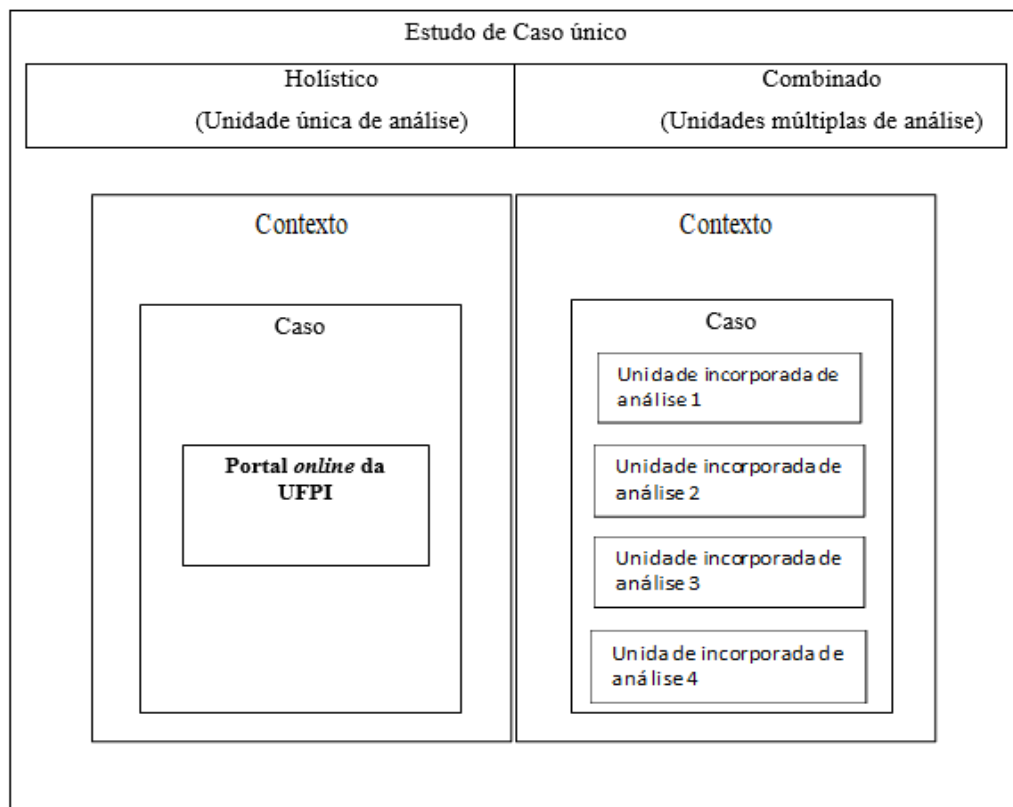 Estudo de Caso único
Holístico
(Unidade única de análise)
Combinado
(Unidades múltiplas de análise)
Contexto
Caso
Portal online da
UFPI
Contexto
Caso
Unidade incorporada de
análise 1
Unidade incorporada de
análise 2
Unidade incorporada de
análise 3
Unidade incorporada de
análise 4